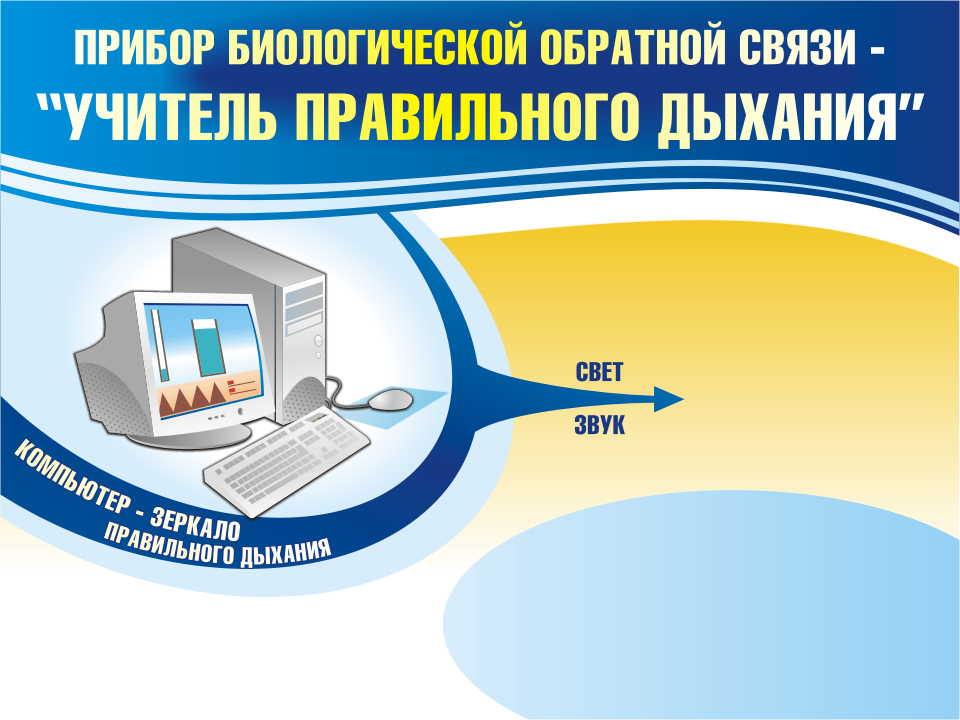 ПРИБОР БИОЛОГИЧЕСКОЙ ОБРАТНОЙ СВЯЗИ -
“УЧИТЕЛЬ ПРАВИЛЬНОГО ДЫХАНИЯ”
СВЕТ
ЗВУК
КОМПЬЮТЕР - ЗЕРКАЛО
ПРАВИЛЬНОГО ДЫХАНИЯ